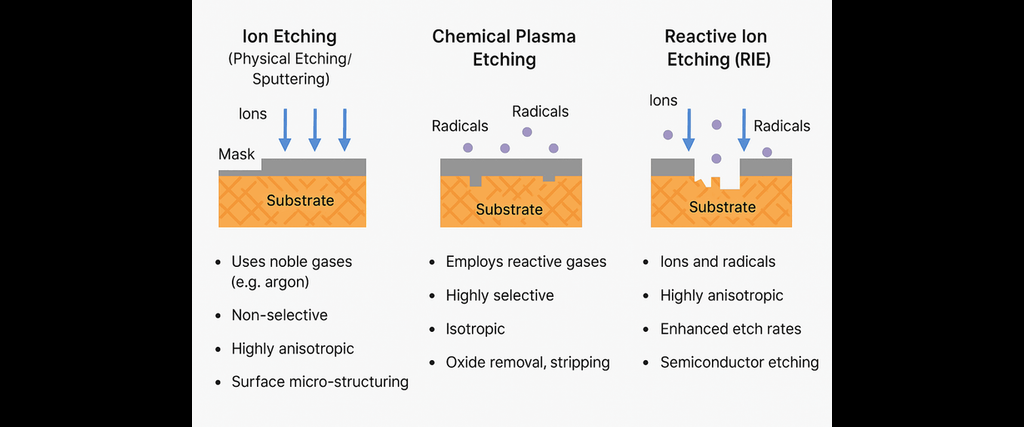 Ion Etching
(Physical Etching/
Sputtering)
Ions
Mask
Substrate
• Uses noble gases
(e.g. argon)
• Non-selective
• Highly anisotropic
• Surface micro-structuring
Chemical Plasma
Etching
Radicals
Radicals
Substrate
• Employs reactive gases
• Highly selective
• Isotropic
• Oxide removal, stripping
Reactive Ion
Etching (RIE)
Ions
Radicals
Substrate
• Ions and radicals
• Highly anisotropic
• Enhanced etch rates
• Semiconductor etching